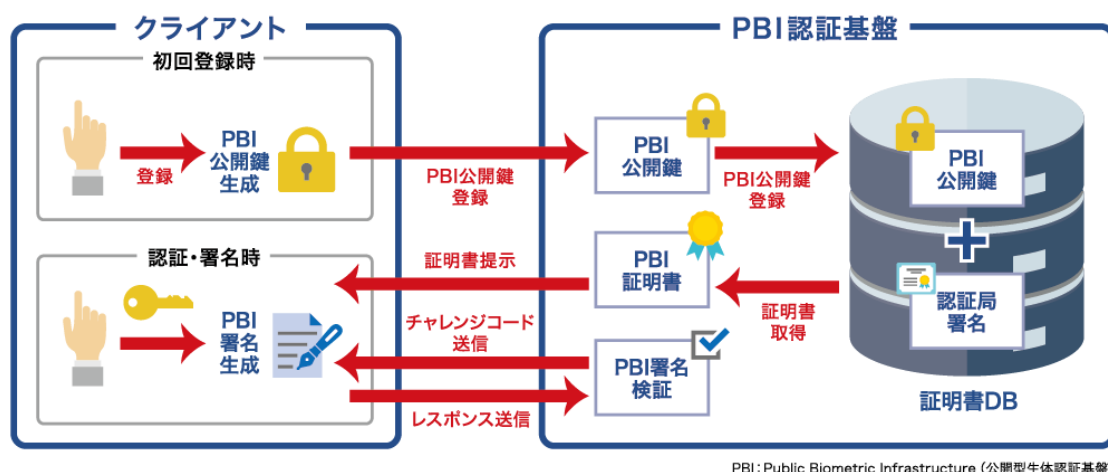 クライアント
初回登録時
登録
PBI
公開鍵
生成
PBI公開鍵
登録
認証・署名時
PBI
署名
生成
証明書提示
チャレンジコード
送信
レスポンス送信
PBI認証基盤
PBI
公開鍵
PBI公開鍵
登録
PBI
公開鍵
PBI
証明書
証明書
取得
認証局
署名
PBI署名
検証
証明書DB
PBI：Public Biometric Infrastructure（公開型生体認証基盤